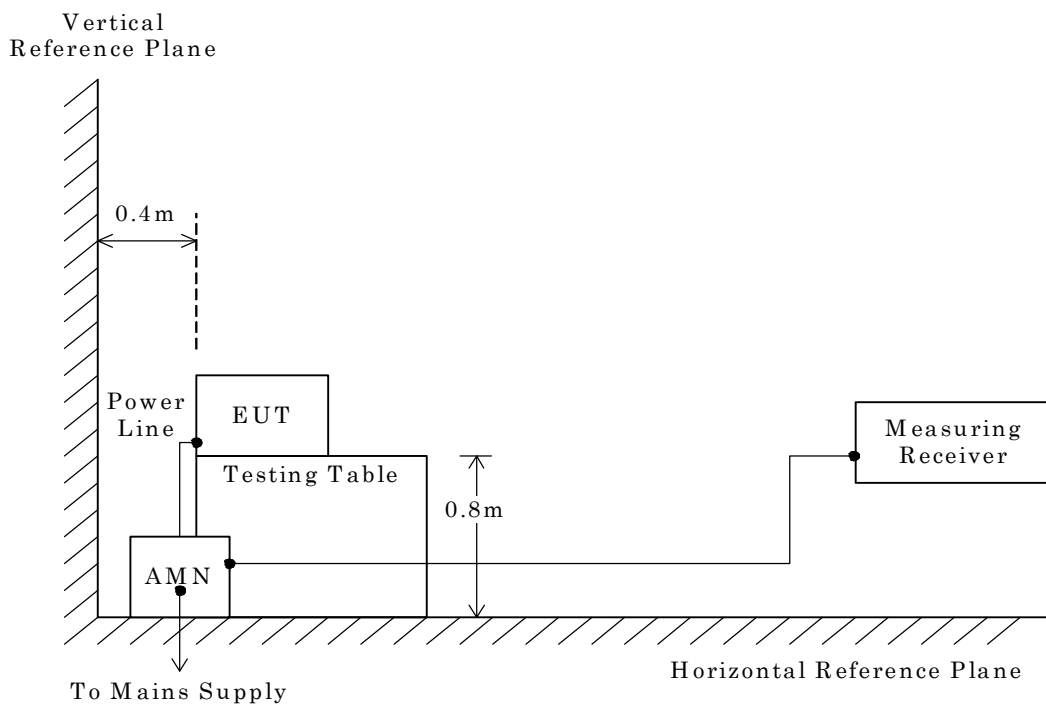 Vertical
Reference Plane
0.4m
Power
Line
EUT
Measuring
Receiver
Testing Table
0.8m
AMN
Horizontal Reference Plane
To Mains Supply